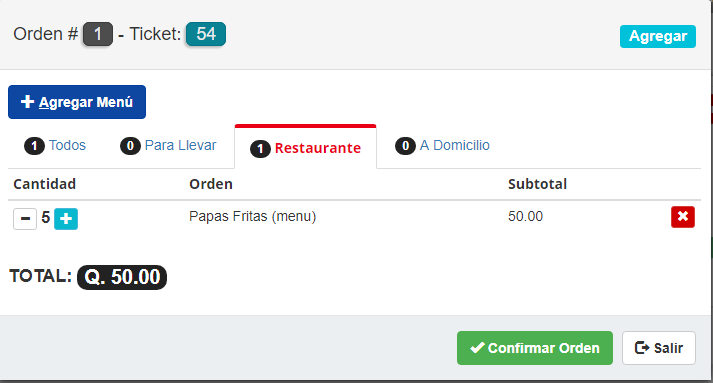 Orden # 1 - Ticket: 54
Agregar
Agregar Menú
1 Todos 0 Para Llevar 1 Restaurante 0 A Domicilio
Cantidad Orden Subtotal
5 Papas Fritas (menu) 50.00
TOTAL: Q. 50.00
Confirmar Orden Salir